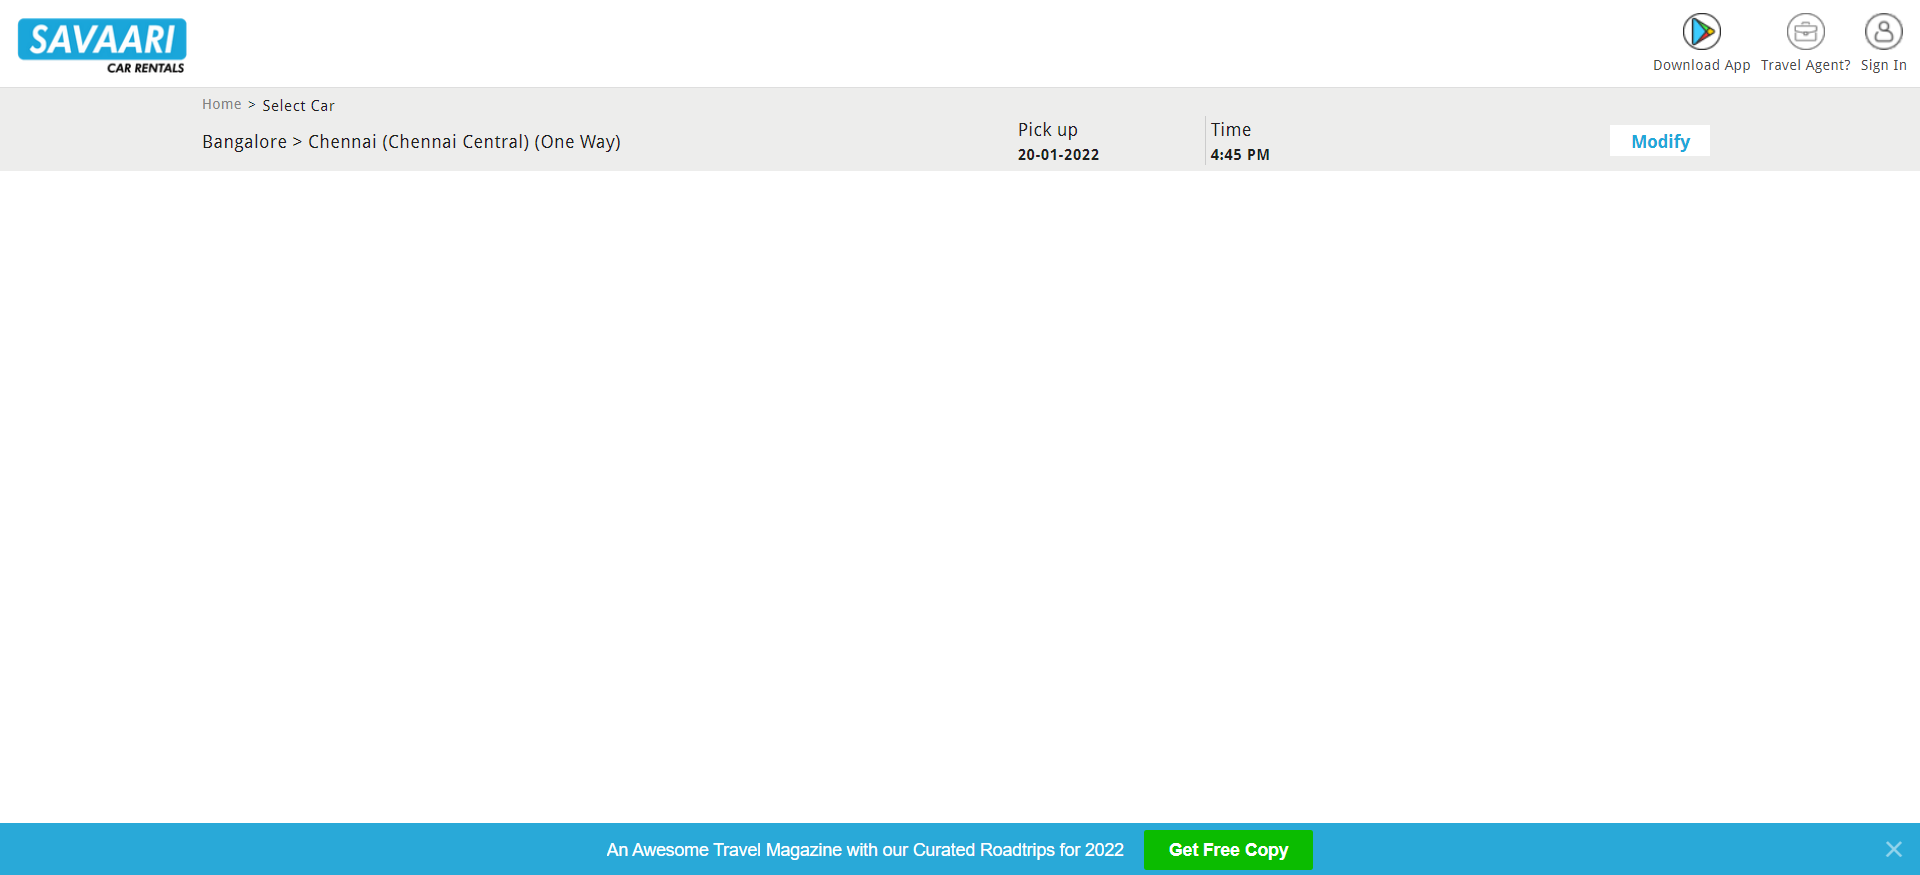 SAVAARI
CAR RENTALS
Download App
Travel Agent?
Sign In
Home > Select Car
Bangalore > Chennai (Chennai Central) (One Way)
Pick up
20-01-2022
Time
4:45 PM
Modify
An Awesome Travel Magazine with our Curated Roadtrips for 2022
Get Free Copy